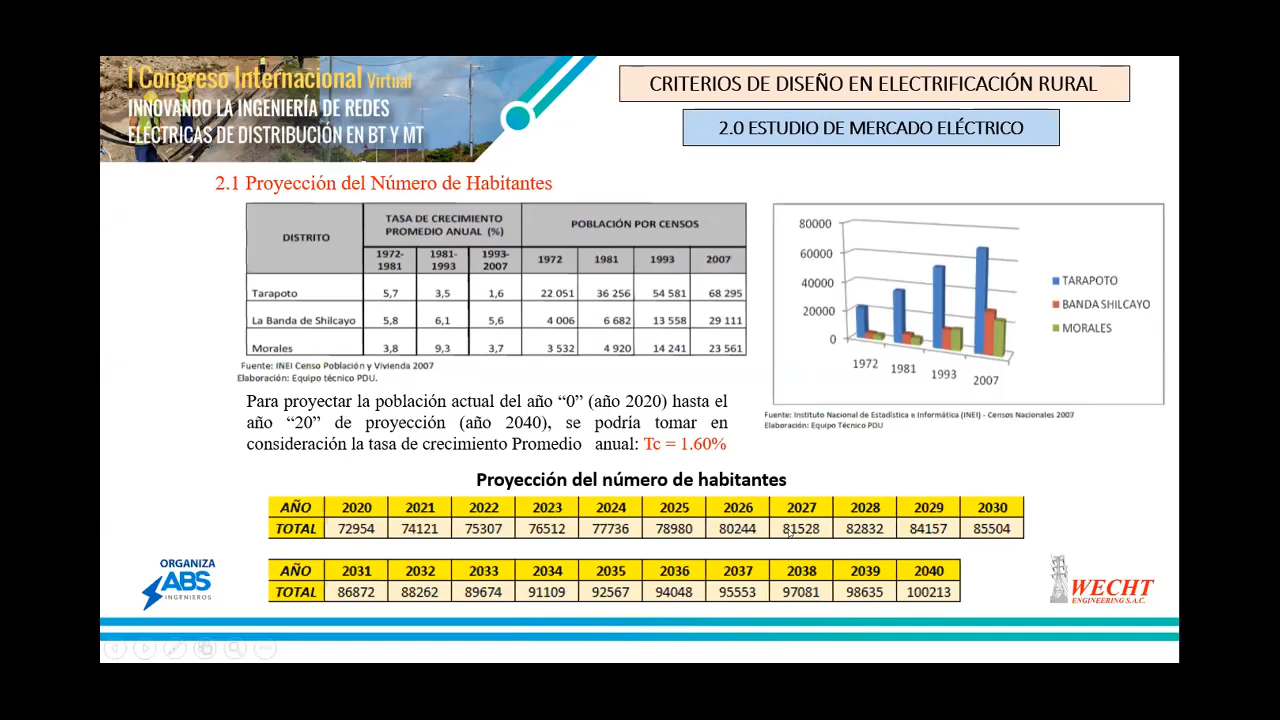 I Congreso Internacional Virtual
INNOVANDO LA INGENIERÍA DE REDES
ELÉCTRICAS DE DISTRIBUCIÓN EN BT Y MT
CRITERIOS DE DISEÑO EN ELECTRIFICACIÓN RURAL
2.0 ESTUDIO DE MERCADO ELÉCTRICO
2.1 Proyección del Número de Habitantes
DISTRITO TASA DE CRECIMIENTO PROMEDIO ANUAL (%) POBLACIÓN POR CENSOS
1972-1981 1981-1993 1993-2007 1972 1981 1993 2007
Tarapoto 5,7 3,5 1,6 22 051 36 256 54 581 68 295
La Banda de Shilcayo 5,8 6,1 5,6 4 006 6 682 13 558 29 111
Morales 3,8 9,3 3,7 3 532 4 920 14 241 23 561
Fuente: INEI Censo Población y Vivienda 2007
Elaboración: Equipo técnico PDU.
80000
60000
40000
20000
0
1972 1981 1993 2007
TARAPOTO
BANDA SHILCAYO
MORALES
Fuente: Instituto Nacional de Estadística e Informática (INEI) - Censos Nacionales 2007
Elaboración: Equipo Técnico PDU
Para proyectar la población actual del año “0” (año 2020) hasta el
año “20” de proyección (año 2040), se podría tomar en
consideración la tasa de crecimiento Promedio anual: Tc = 1.60%
Proyección del número de habitantes
AÑO 2020 2021 2022 2023 2024 2025 2026 2027 2028 2029 2030
TOTAL 72954 74121 75307 76512 77736 78980 80244 81528 82832 84157 85504
AÑO 2031 2032 2033 2034 2035 2036 2037 2038 2039 2040
TOTAL 86872 88262 89674 91109 92567 94048 95553 97081 98635 100213
ORGANIZA
ABS
INGENIEROS
WECHT
ENGINEERING S.A.C.